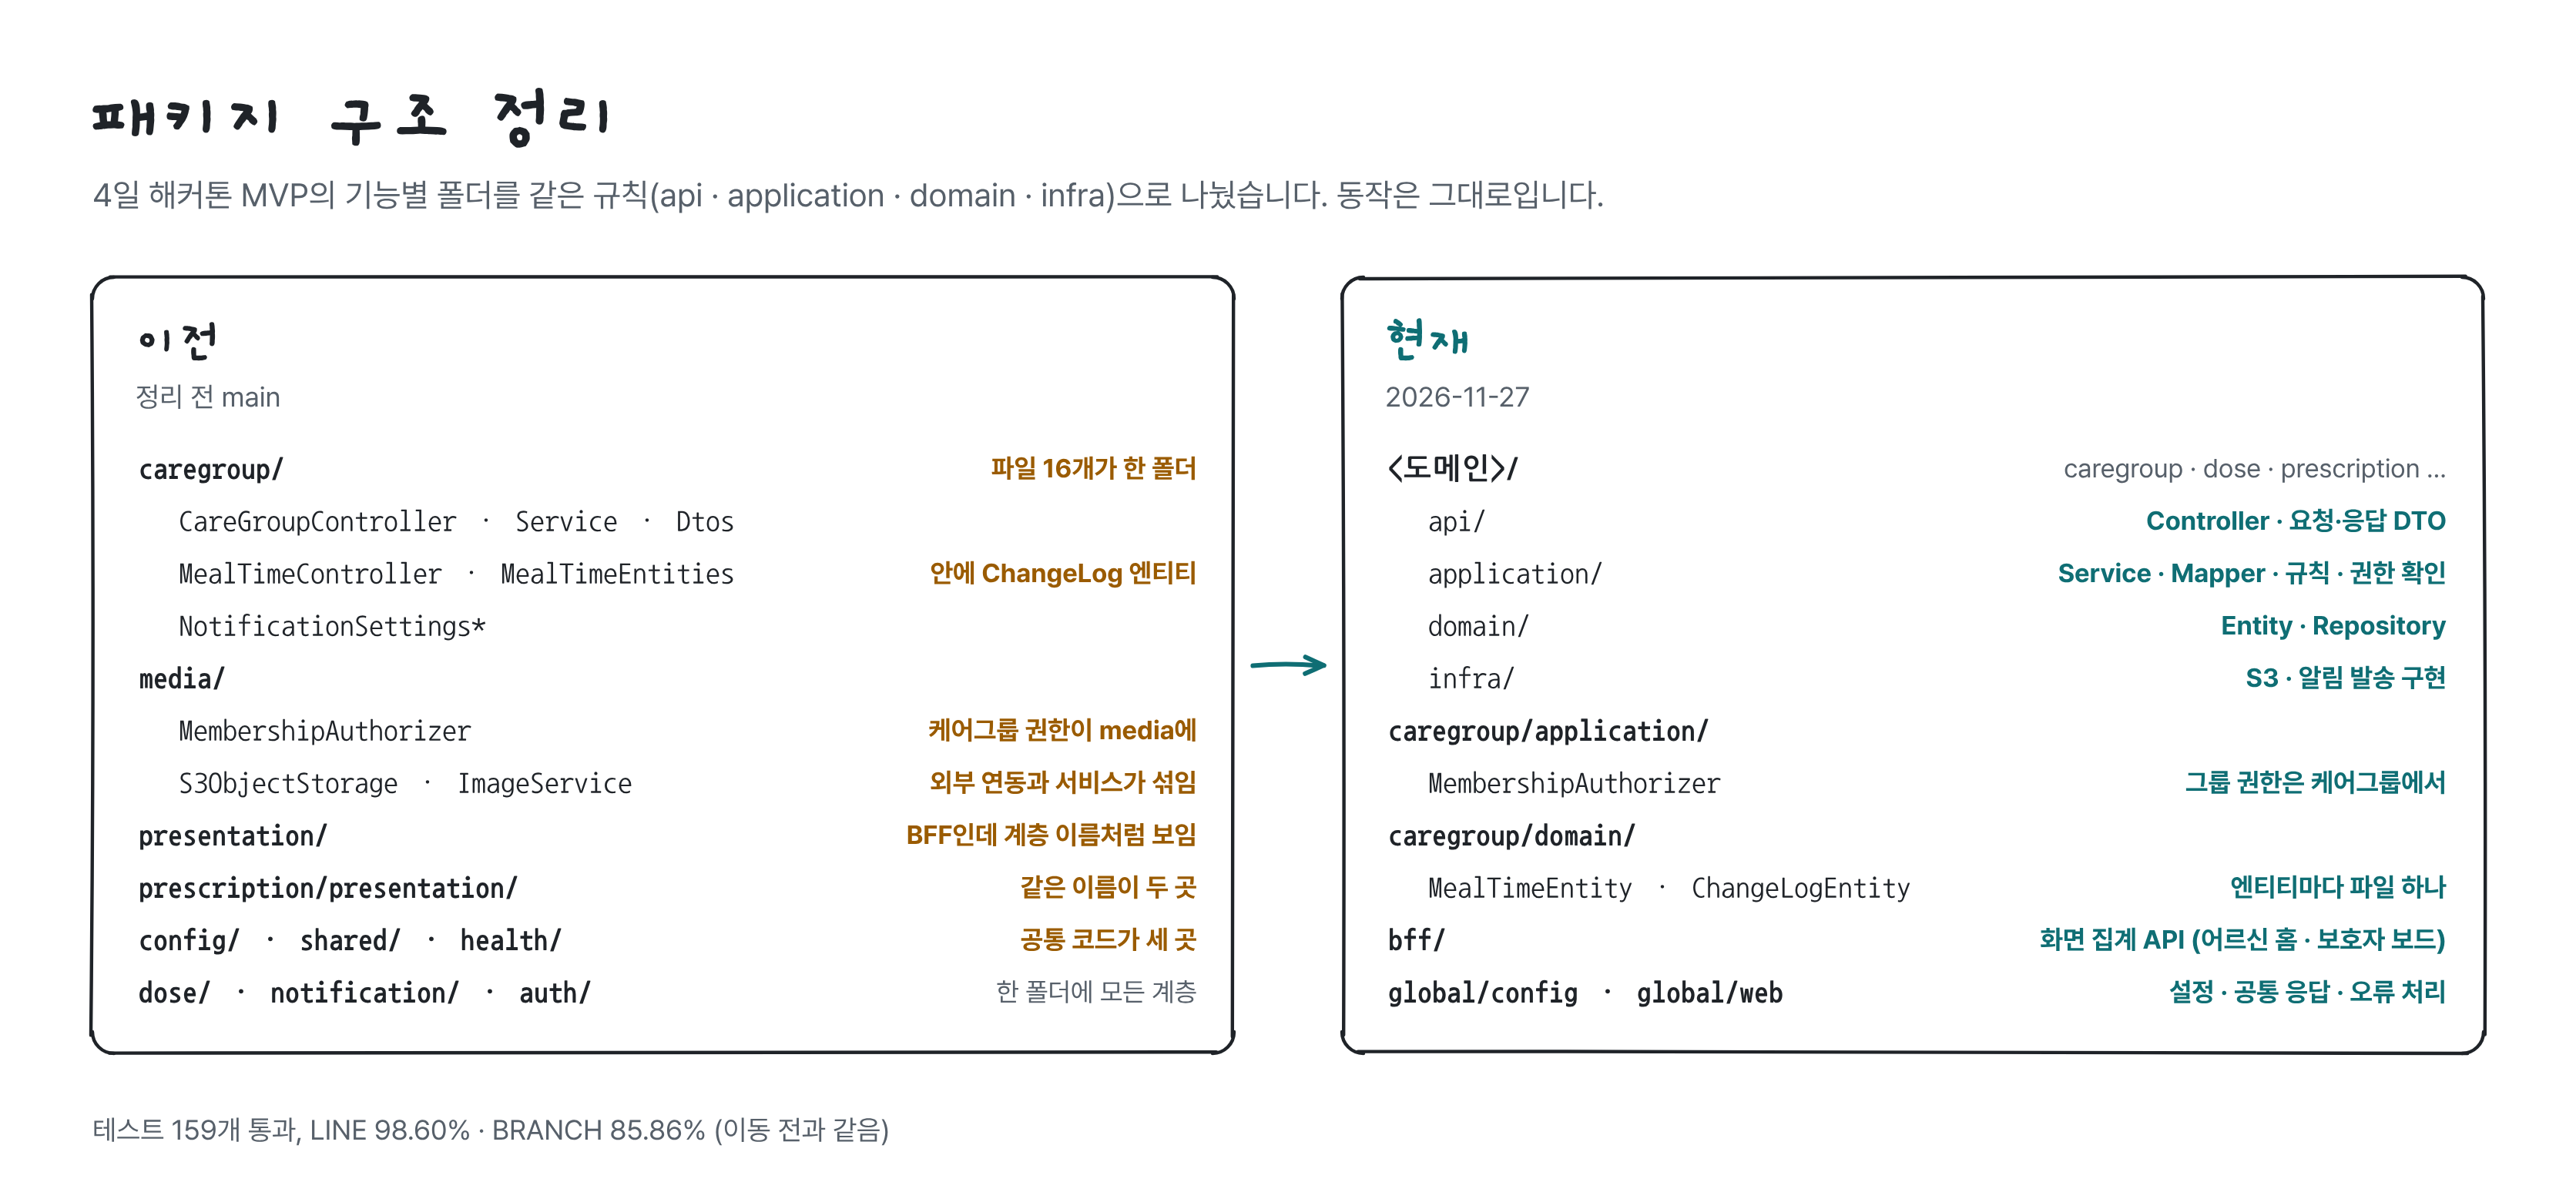 패키지 구조 정리
4일 해커톤 MVP의 기능별 폴더를 같은 규칙(api · application · domain · infra)으로 나눴습니다. 동작은 그대로입니다.
이전
정리 전 main
caregroup/ 파일 16개가 한 폴더
CareGroupController · Service · Dtos
MealTimeController · MealTimeEntities 안에 ChangeLog 엔티티
NotificationSettings*
media/
MembershipAuthorizer 케어그룹 권한이 media에
S3ObjectStorage · ImageService 외부 연동과 서비스가 섞임
presentation/ BFF인데 계층 이름처럼 보임
prescription/presentation/ 같은 이름이 두 곳
config/ · shared/ · health/ 공통 코드가 세 곳
dose/ · notification/ · auth/ 한 폴더에 모든 계층
현재
2026-11-27
<도메인>/ caregroup · dose · prescription ...
api/ Controller · 요청·응답 DTO
application/ Service · Mapper · 규칙 · 권한 확인
domain/ Entity · Repository
infra/ S3 · 알림 발송 구현
caregroup/application/
MembershipAuthorizer 그룹 권한은 케어그룹에서
caregroup/domain/
MealTimeEntity · ChangeLogEntity 엔티티마다 파일 하나
bff/ 화면 집계 API (어르신 홈 · 보호자 보드)
global/config · global/web 설정 · 공통 응답 · 오류 처리
테스트 159개 통과, LINE 98.60% · BRANCH 85.86% (이동 전과 같음)